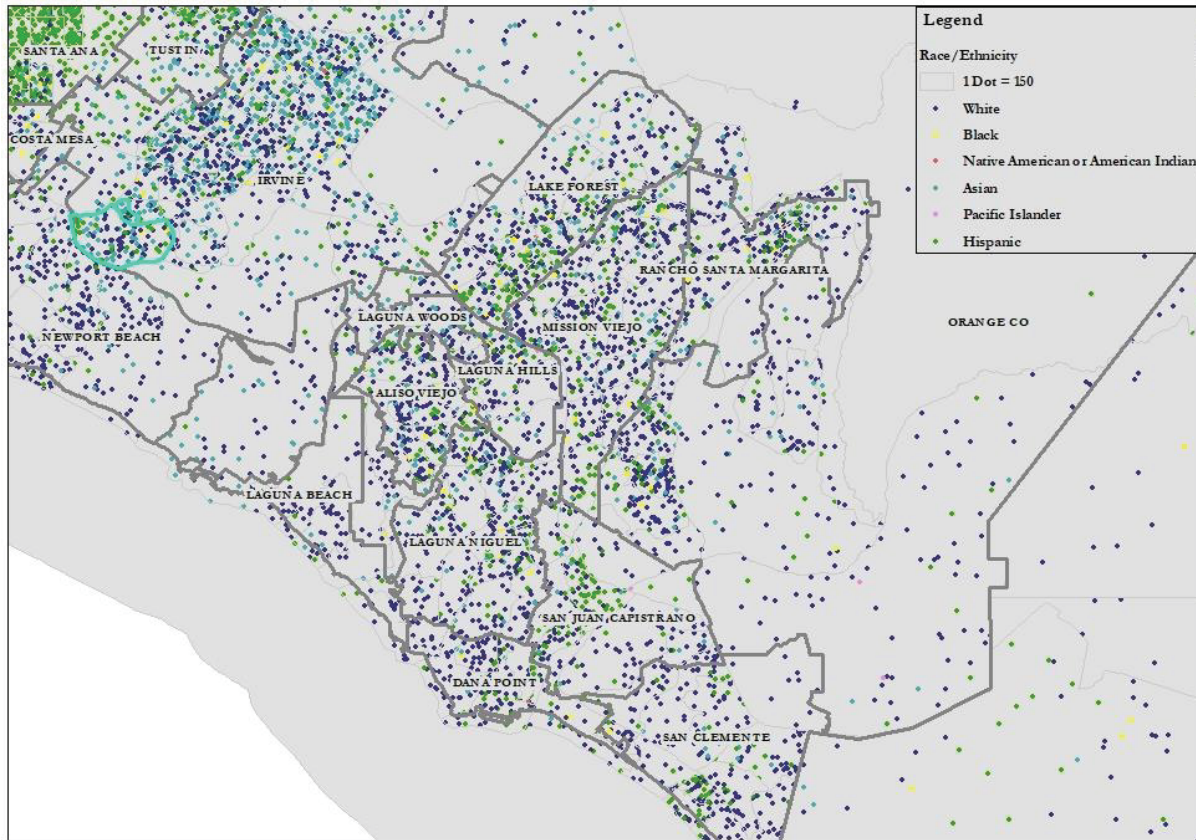 Legend
Race/Ethnicity
1 Dot = 150
White
Black
Native American or American Indian
Asian
Pacific Islander
Hispanic
SANTA ANA
TUSTIN
COSTA MESA
IRVINE
LAKE FOREST
RANCHO SANTA MARGARITA
LAGUNA WOODS
MISSION VIEJO
ORANGE CO
NEWPORT BEACH
LAGUNA HILLS
ALISO VIEJO
LAGUNA BEACH
LAGUNA NIGUEL
SAN JUAN CAPISTRANO
DANA POINT
SAN CLEMENTE